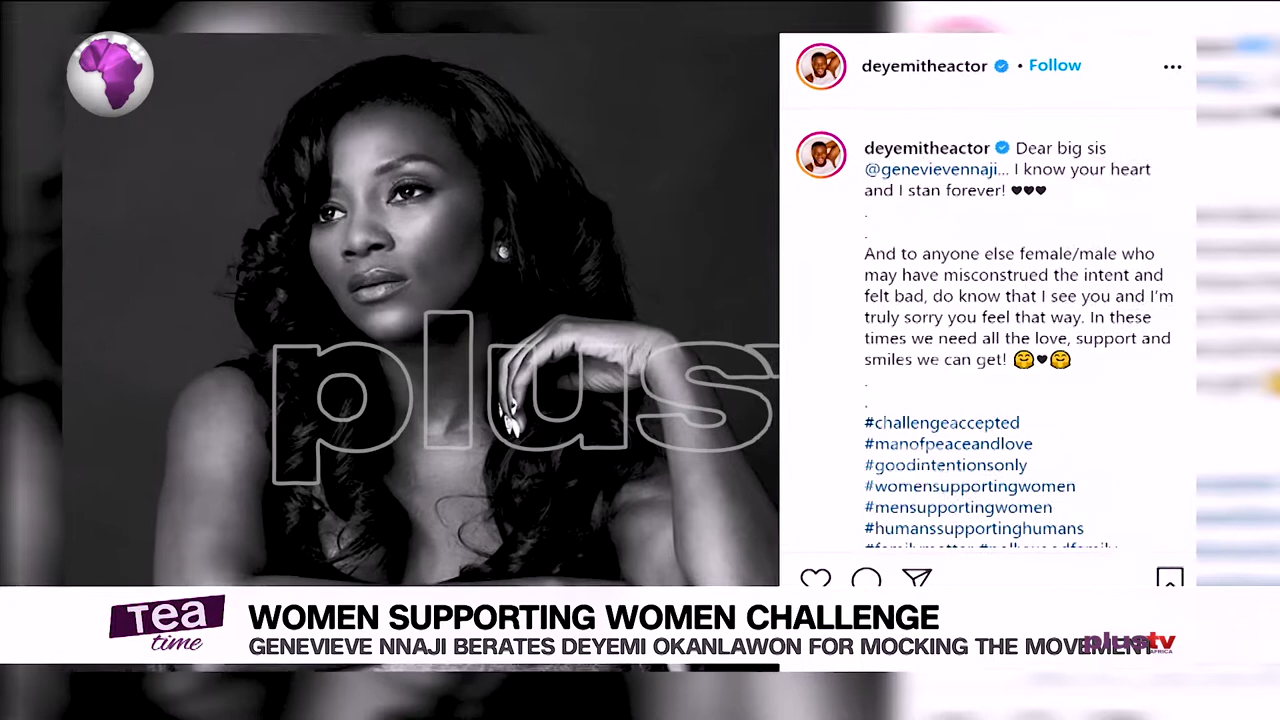 deyemitheactor • Follow
deyemitheactor Dear big sis
@genevievennaji... I know your heart
and I stan forever! 🖤🖤🖤
.
.
And to anyone else female/male who
may have misconstrued the intent and
felt bad, do know that I see you and I'm
truly sorry you feel that way. In these
times we need all the love, support and
smiles we can get! 🤗🖤🤗
.
.
#challengeaccepted
#manofpeaceandlove
#goodintentionsonly
#womensupportingwomen
#mensupportingwomen
#humanssupportinghumans
plus
Tea
time
WOMEN SUPPORTING WOMEN CHALLENGE
GENEVIEVE NNAJI BERATES DEYEMI OKANLAWON FOR MOCKING THE MOVEMENT
plustv
AFRICA